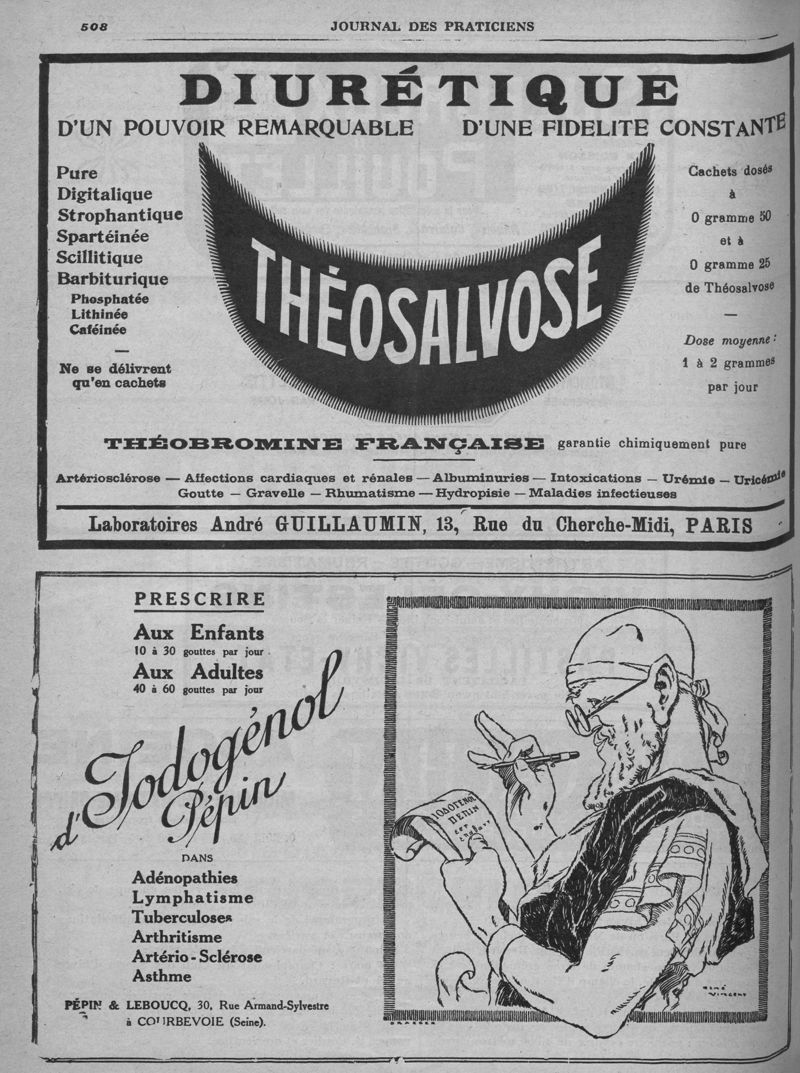 508
JOURNAL DES PRATICIENS
DIURÉTIQUE
D'UN POUVOIR REMARQUABLE D'UNE FIDELITE CONSTANTE
Pure
Digitalique
Strophantique
Spartéinée
Scillitique
Barbiturique
Phosphatée
Lithinée
Caféinée
Ne se délivrent
qu'en cachets
THÉOSALVOSE
Cachets dosés
à
0 gramme 50
et à
0 gramme 25
de Théosalvose
Dose moyenne :
1 à 2 grammes
par jour
THÉOBROMINE FRANÇAISE garantie chimiquement pure
Artériosclérose — Affections cardiaques et rénales — Albuminuries — Intoxications — Urémie — Uricémie
Goutte — Gravelle — Rhumatisme — Hydropisie — Maladies infectieuses
Laboratoires André GUILLAUMIN, 13, Rue du Cherche-Midi, PARIS
PRESCRIRE
Aux Enfants
10 à 30 gouttes par jour
Aux Adultes
40 à 60 gouttes par jour
d'Iodogénol
Pépin
DANS
Adénopathies
Lymphatisme
Tuberculoses
Arthritisme
Artério-Sclérose
Asthme
PÉPIN & LEBOUCQ, 30, Rue Armand-Sylvestre
à COURBEVOIE (Seine).
IODOGENOL
PEPIN
RENÉ
VINCENT
DRAEGER